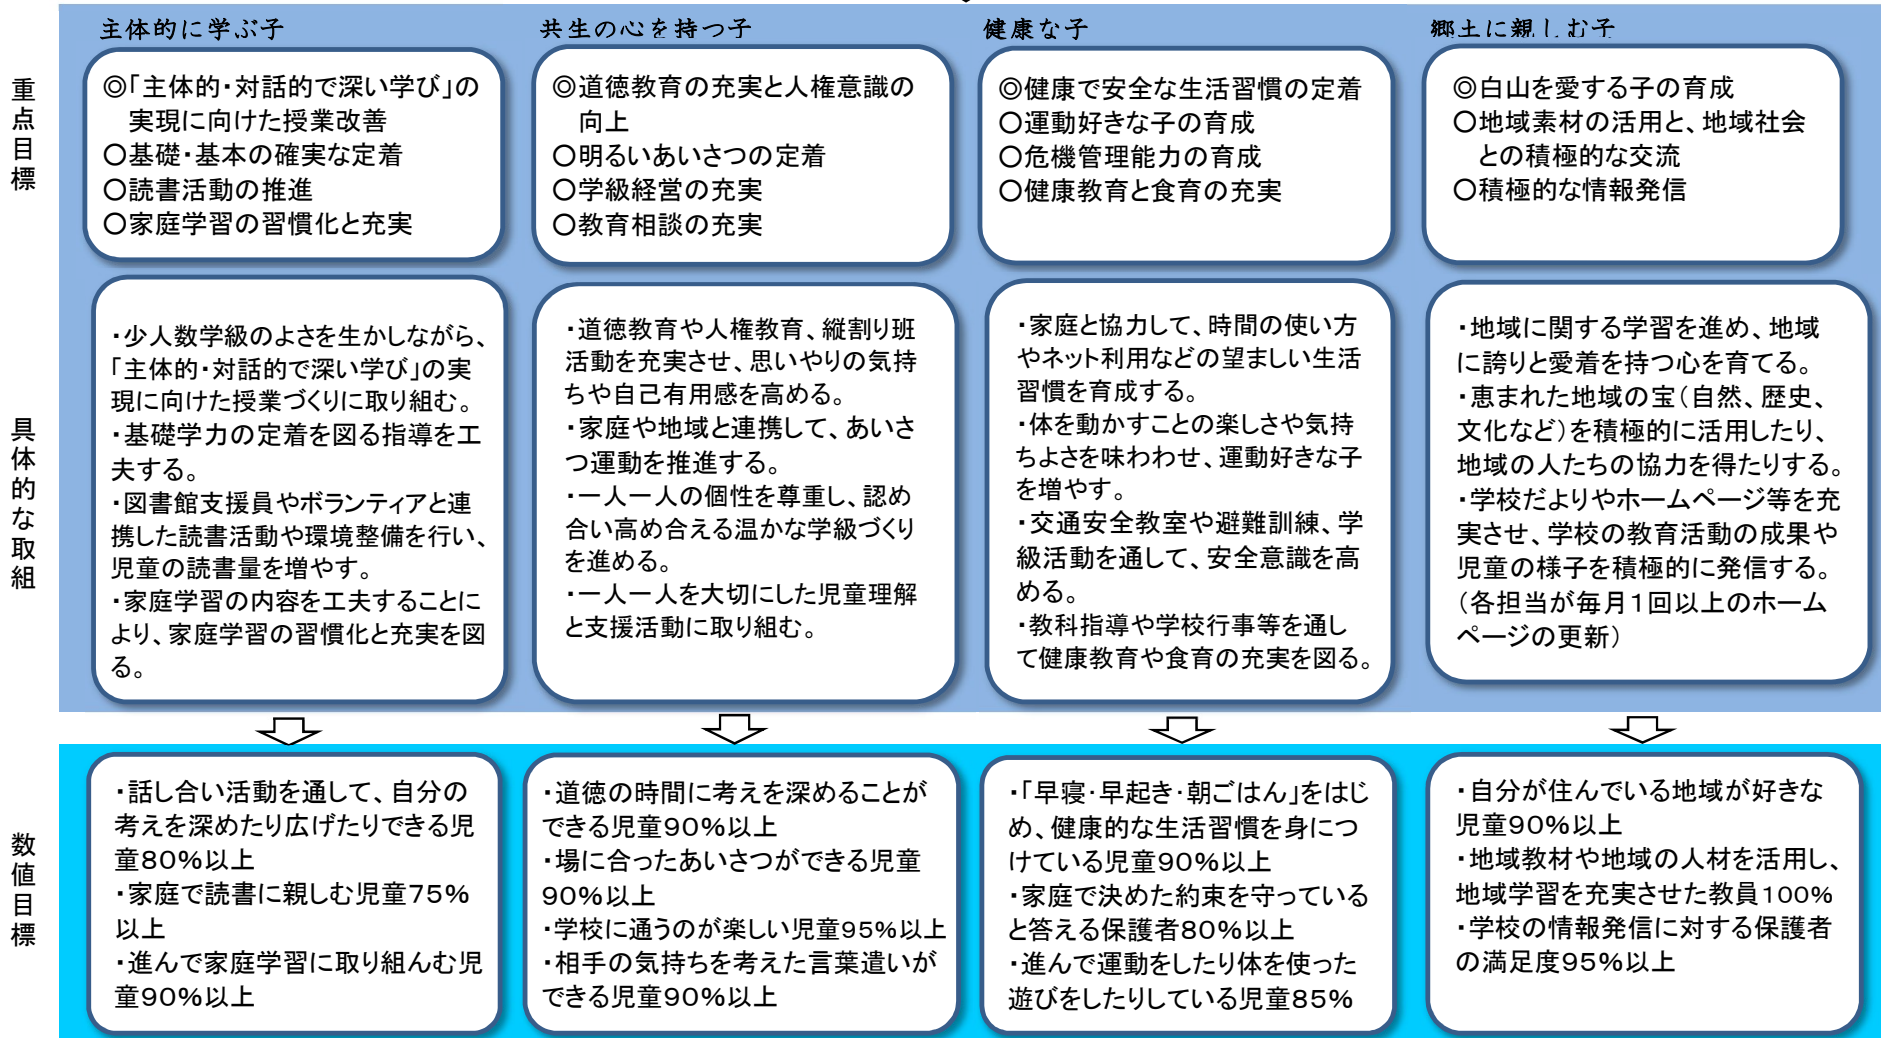 主体的に学ぶ子
共生の心を持つ子
健康な子
郷土に親しむ子
重点目標
◎「主体的・対話的で深い学び」の
実現に向けた授業改善
〇基礎・基本の確実な定着
〇読書活動の推進
〇家庭学習の習慣化と充実
◎道徳教育の充実と人権意識の
向上
〇明るいあいさつの定着
〇学級経営の充実
〇教育相談の充実
◎健康で安全な生活習慣の定着
〇運動好きな子の育成
〇危機管理能力の育成
〇健康教育と食育の充実
◎白山を愛する子の育成
〇地域素材の活用と、地域社会
との積極的な交流
〇積極的な情報発信
具体的な取組
・少人数学級のよさを生かしながら、
「主体的・対話的で深い学び」の実
現に向けた授業づくりに取り組む。
・基礎学力の定着を図る指導を工
夫する。
・図書館支援員やボランティアと連
携した読書活動や環境整備を行い、
児童の読書量を増やす。
・家庭学習の内容を工夫することに
より、家庭学習の習慣化と充実を図
る。
・道徳教育や人権教育、縦割り班
活動を充実させ、思いやりの気持
ちや自己有用感を高める。
・家庭や地域と連携して、あいさ
つ運動を推進する。
・一人一人の個性を尊重し、認め
合い高め合える温かな学級づくり
を進める。
・一人一人を大切にした児童理解
と支援活動に取り組む。
・家庭と協力して、時間の使い方
やネット利用などの望ましい生活
習慣を育成する。
・体を動かすことの楽しさや気持
ちよさを味わわせ、運動好きな子
を増やす。
・交通安全教室や避難訓練、学
級活動を通して、安全意識を高
める。
・教科指導や学校行事等を通し
て健康教育や食育の充実を図る。
・地域に関する学習を進め、地域
に誇りと愛着を持つ心を育てる。
・恵まれた地域の宝（自然、歴史、
文化など）を積極的に活用したり、
地域の人たちの協力を得たりする。
・学校だよりやホームページ等を充
実させ、学校の教育活動の成果や
児童の様子を積極的に発信する。
（各担当が毎月１回以上のホーム
ページの更新）
数値目標
・話し合い活動を通して、自分の
考えを深めたり広げたりできる児
童80％以上
・家庭で読書に親しむ児童75％
以上
・進んで家庭学習に取り組んむ児
童90％以上
・道徳の時間に考えを深めることが
できる児童90％以上
・場に合ったあいさつができる児童
90％以上
・学校に通うのが楽しい児童95％以上
・相手の気持ちを考えた言葉遣いが
できる児童90％以上
・「早寝・早起き・朝ごはん」をはじ
め、健康的な生活習慣を身につ
けている児童90％以上
・家庭で決めた約束を守っている
と答える保護者80％以上
・進んで運動をしたり体を使った
遊びをしたりしている児童85％
・自分が住んでいる地域が好きな
児童90％以上
・地域教材や地域の人材を活用し、
地域学習を充実させた教員100％
・学校の情報発信に対する保護者
の満足度95％以上